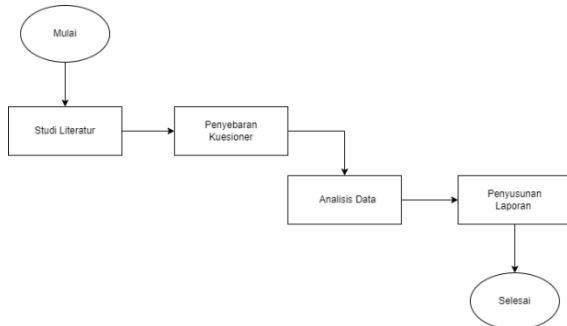 Mulai
Studi Literatur
Penyebaran
Kuesioner
Analisis Data
Penyusunan
Laporan
Selesai